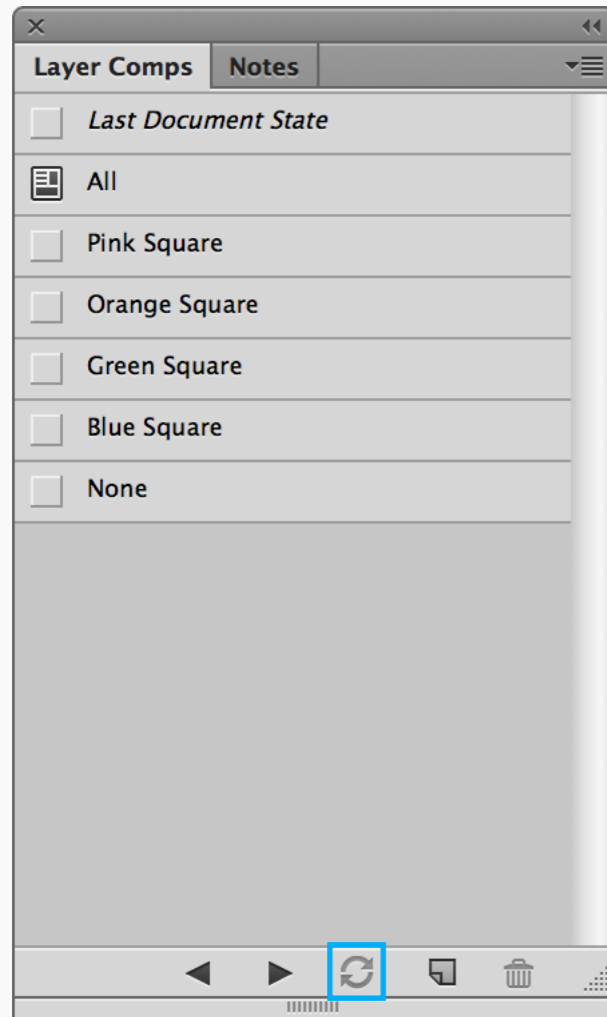 Layer Comps Notes
Last Document State
All
Pink Square
Orange Square
Green Square
Blue Square
None